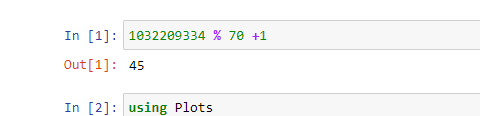 In [1]: 1032209334 % 70 +1
Out[1]: 45
In [2]: using Plots